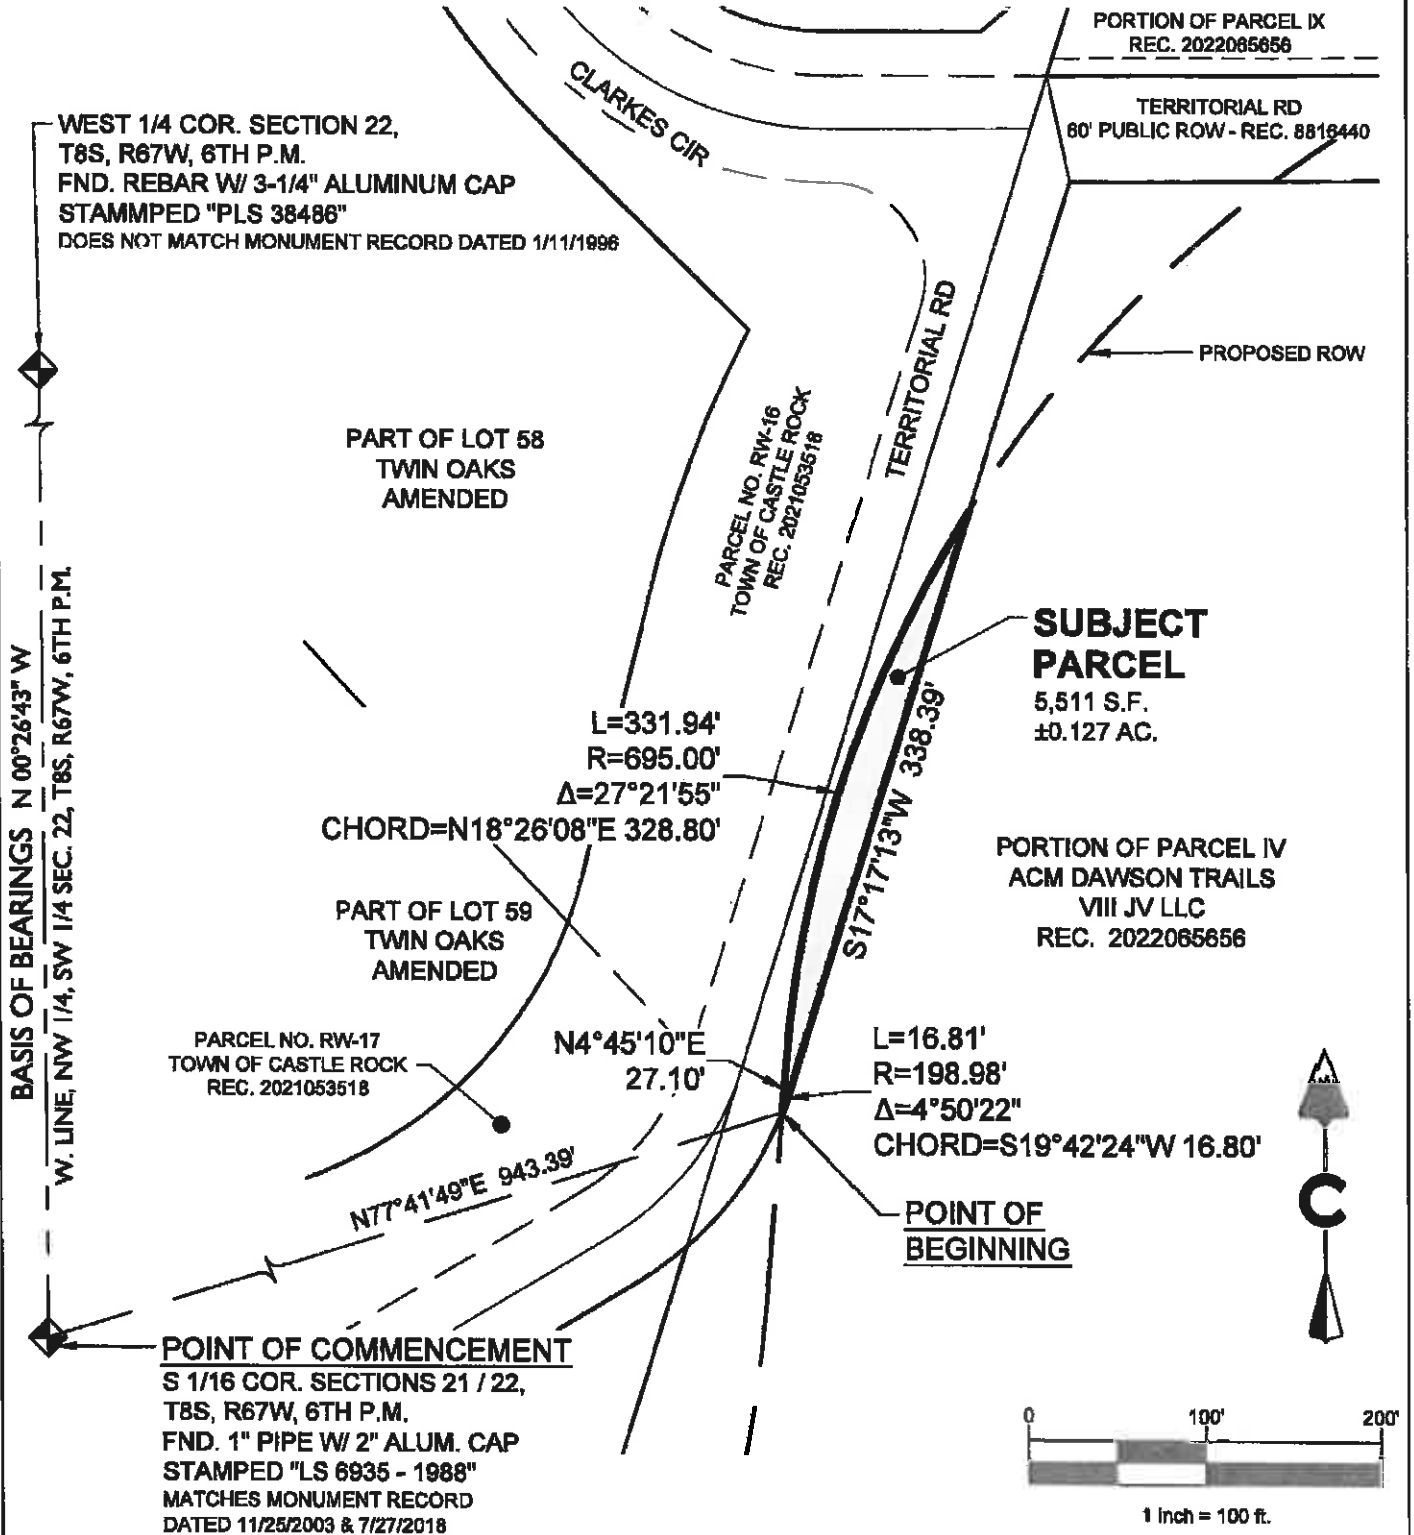 PORTION OF PARCEL IX
REC. 2022065656
TERRITORIAL RD
60' PUBLIC ROW - REC. 8816440
CLARKES CIR
WEST 1/4 COR. SECTION 22,
T8S, R67W, 6TH P.M.
FND. REBAR W/ 3-1/4" ALUMINUM CAP
STAMMPED "PLS 38486"
DOES NOT MATCH MONUMENT RECORD DATED 1/11/1996
TERRITORIAL RD
PROPOSED ROW
PART OF LOT 58
TWIN OAKS
AMENDED
PARCEL NO. RW-16
TOWN OF CASTLE ROCK
REC. 2021053518
SUBJECT
PARCEL
5,511 S.F.
±0.127 AC.
BASIS OF BEARINGS N 00°26'43" W
W. LINE, NW 1/4, SW 1/4 SEC. 22, T8S, R67W, 6TH P.M.
L=331.94'
R=695.00'
Δ=27°21'55"
CHORD=N18°26'08"E 328.80'
S17°17'13"W 338.39'
PORTION OF PARCEL IV
ACM DAWSON TRAILS
VIII JV LLC
REC. 2022065656
PART OF LOT 59
TWIN OAKS
AMENDED
PARCEL NO. RW-17
TOWN OF CASTLE ROCK
REC. 2021053518
N4°45'10"E
27.10'
L=16.81'
R=198.98'
Δ=4°50'22"
CHORD=S19°42'24"W 16.80'
N77°41'49"E 943.39'
POINT OF
BEGINNING
C
POINT OF COMMENCEMENT
S 1/16 COR. SECTIONS 21 / 22,
T8S, R67W, 6TH P.M.
FND. 1" PIPE W/ 2" ALUM. CAP
STAMPED "LS 6935 - 1988"
MATCHES MONUMENT RECORD
DATED 11/25/2003 & 7/27/2018
0 100' 200'
1 inch = 100 ft.